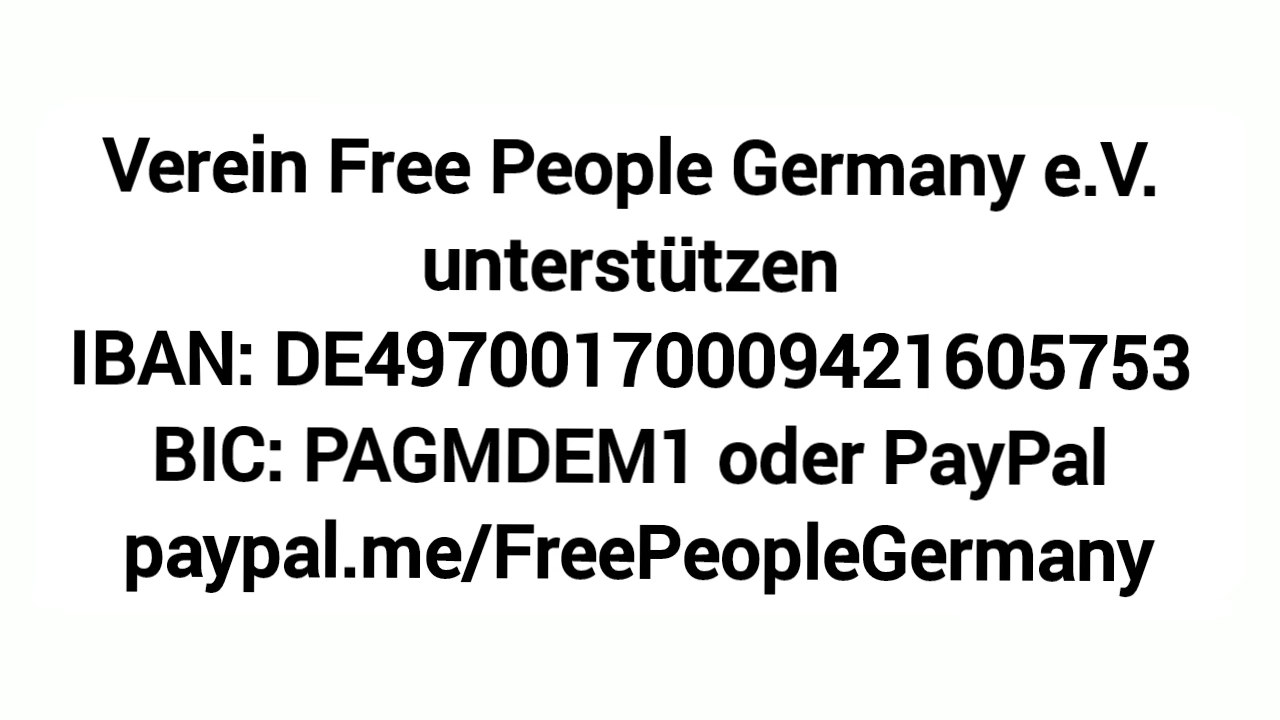 Verein Free People Germany e.V.
unterstützen
IBAN: DE49700170009421605753
BIC: PAGMDEM1 oder PayPal
paypal.me/FreePeopleGermany